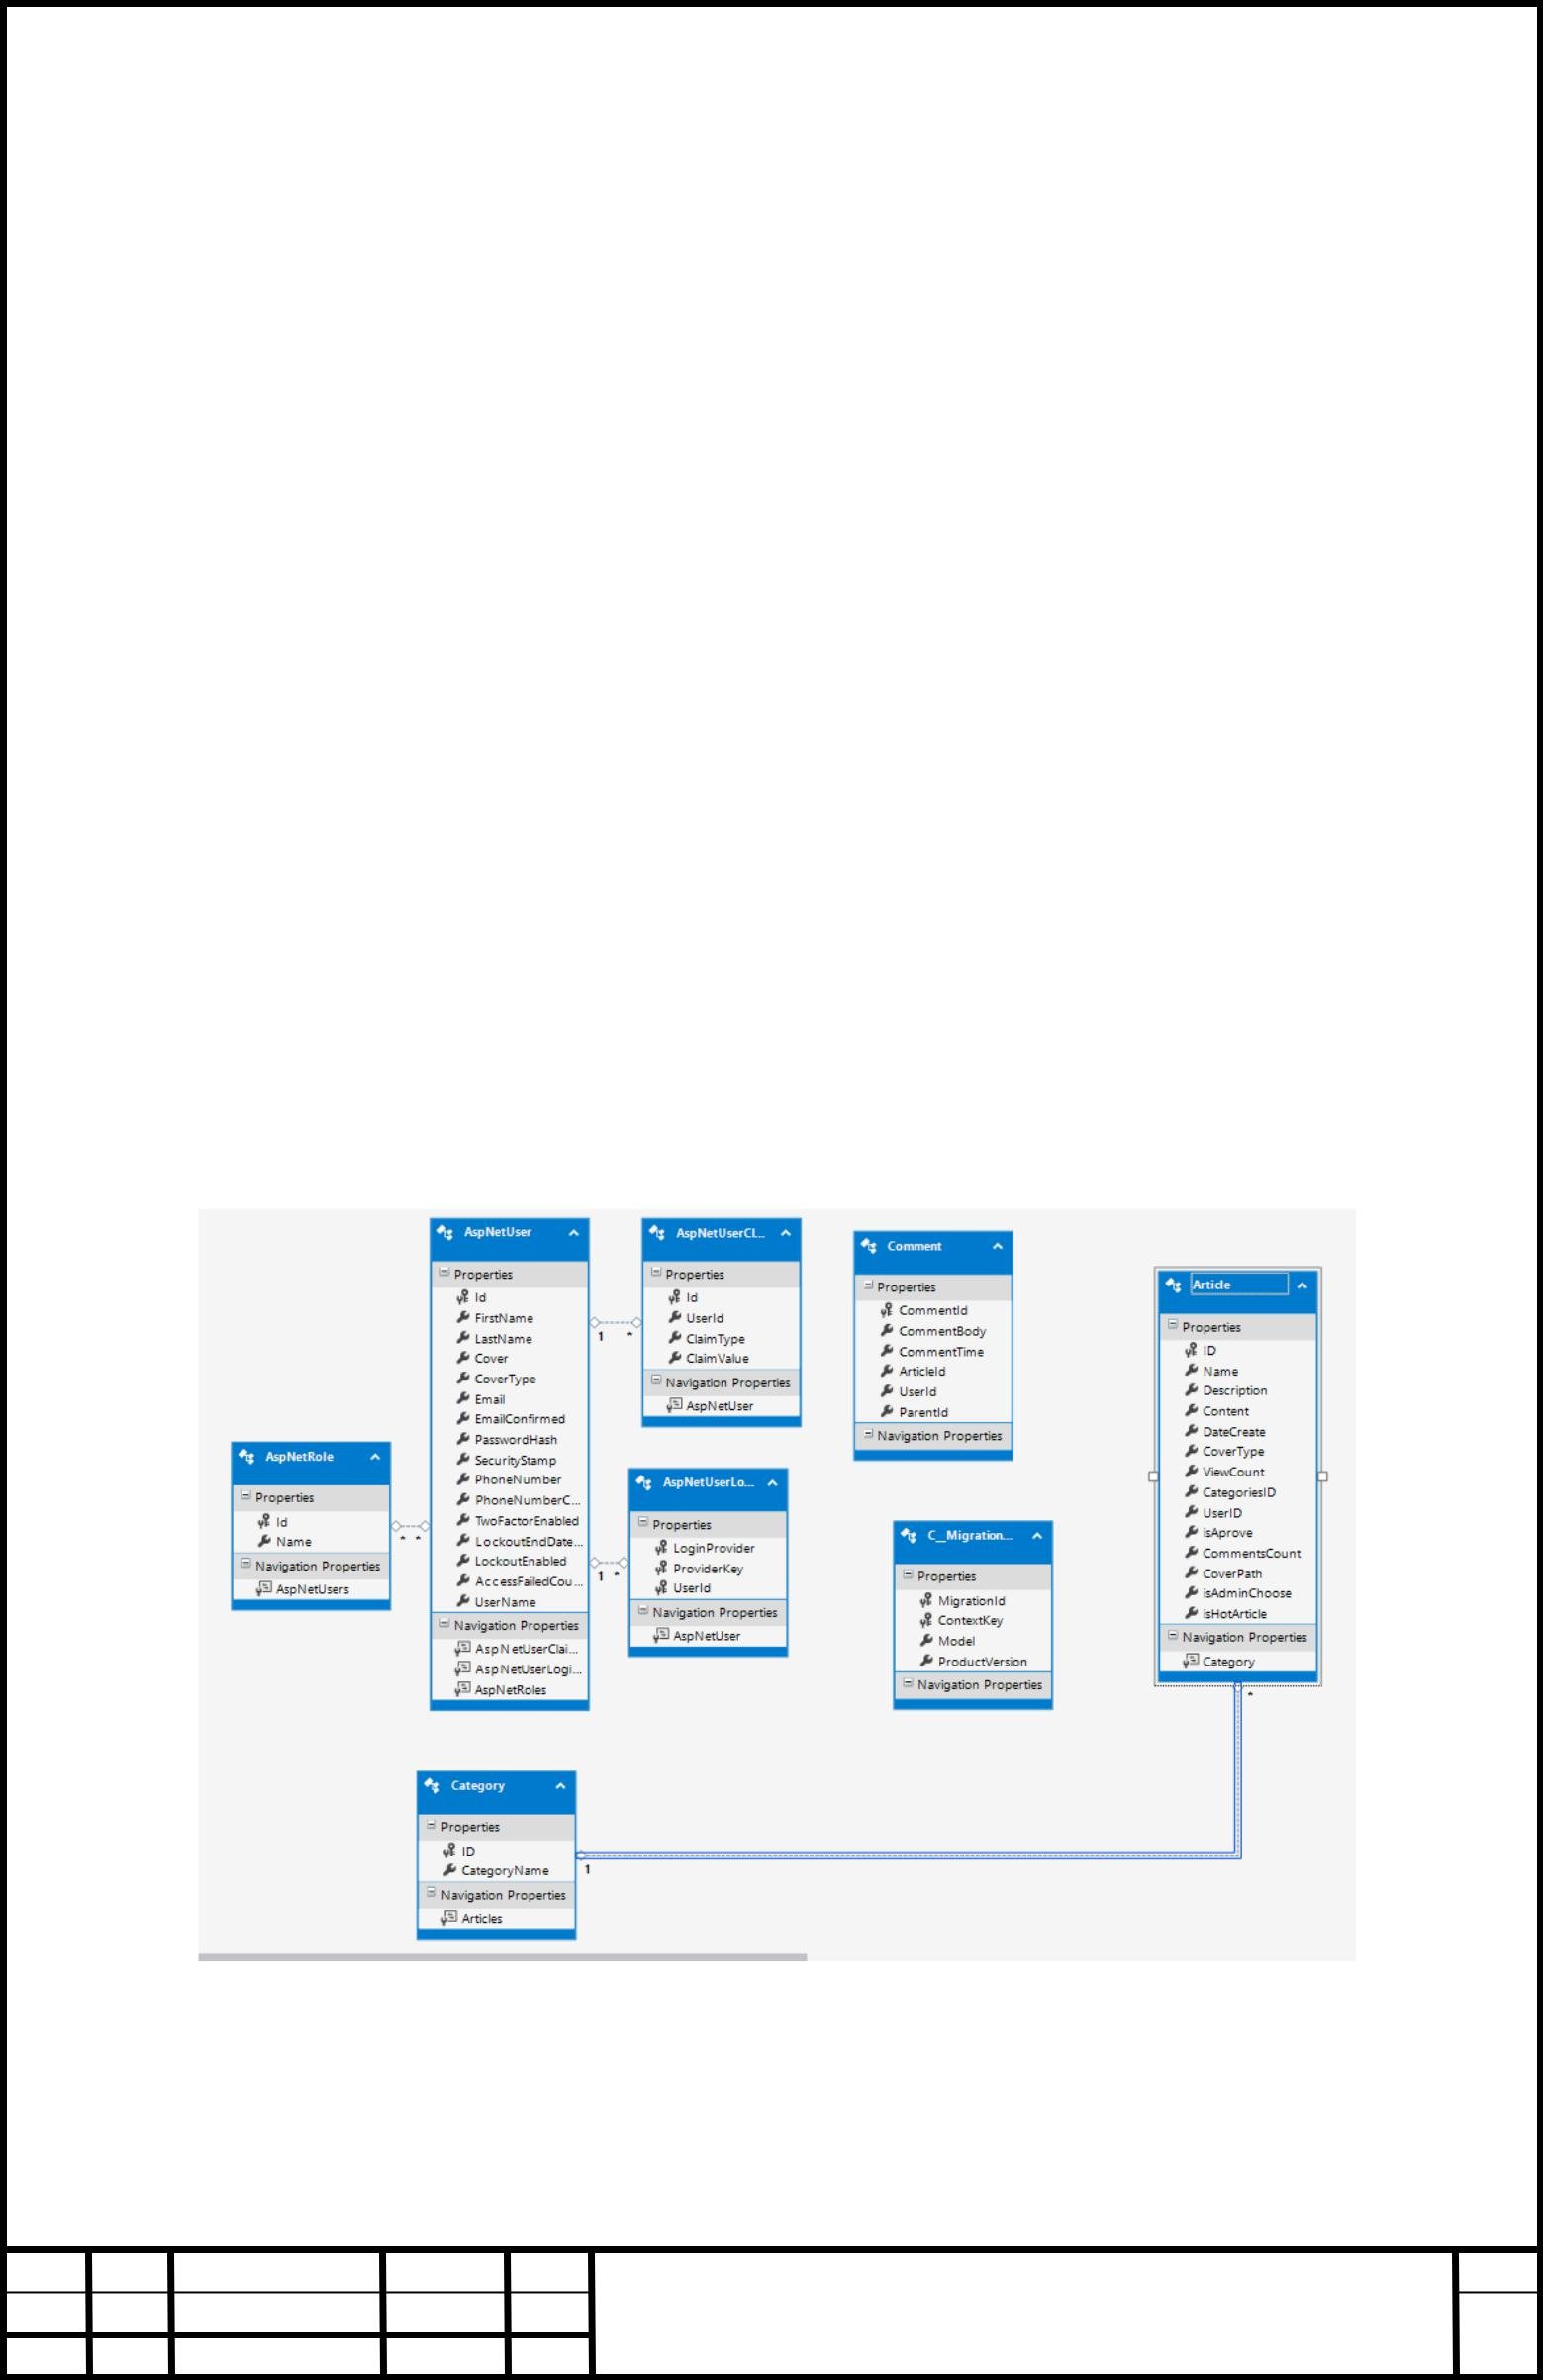 AspNetUser
Properties
Id
FirstName
LastName
Cover
CoverType
Email
EmailConfirmed
PasswordHash
SecurityStamp
PhoneNumber
PhoneNumberC...
TwoFactorEnabled
LockoutEndDate...
LockoutEnabled
AccessFailedCou...
UserName
Navigation Properties
AspNetUserClai...
AspNetUserLogi...
AspNetRoles
AspNetUserCl...
Properties
Id
UserId
ClaimType
ClaimValue
Navigation Properties
AspNetUser
1 *
Comment
Properties
CommentId
CommentBody
CommentTime
ArticleId
UserId
ParentId
Navigation Properties
Article
Properties
ID
Name
Description
Content
DateCreate
CoverType
ViewCount
CategoriesID
UserID
isAprove
CommentsCount
CoverPath
isAdminChoose
isHotArticle
Navigation Properties
Category
*
AspNetRole
Properties
Id
Name
Navigation Properties
AspNetUsers
* *
AspNetUserLo...
Properties
LoginProvider
ProviderKey
UserId
Navigation Properties
AspNetUser
1 *
C__Migration...
Properties
MigrationId
ContextKey
Model
ProductVersion
Navigation Properties
Category
Properties
ID
CategoryName
Navigation Properties
Articles
1